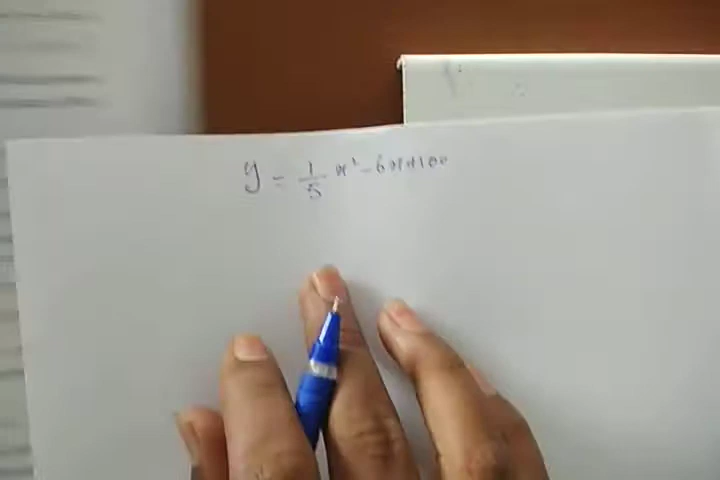 y = 1/5 x² - 6x + 100